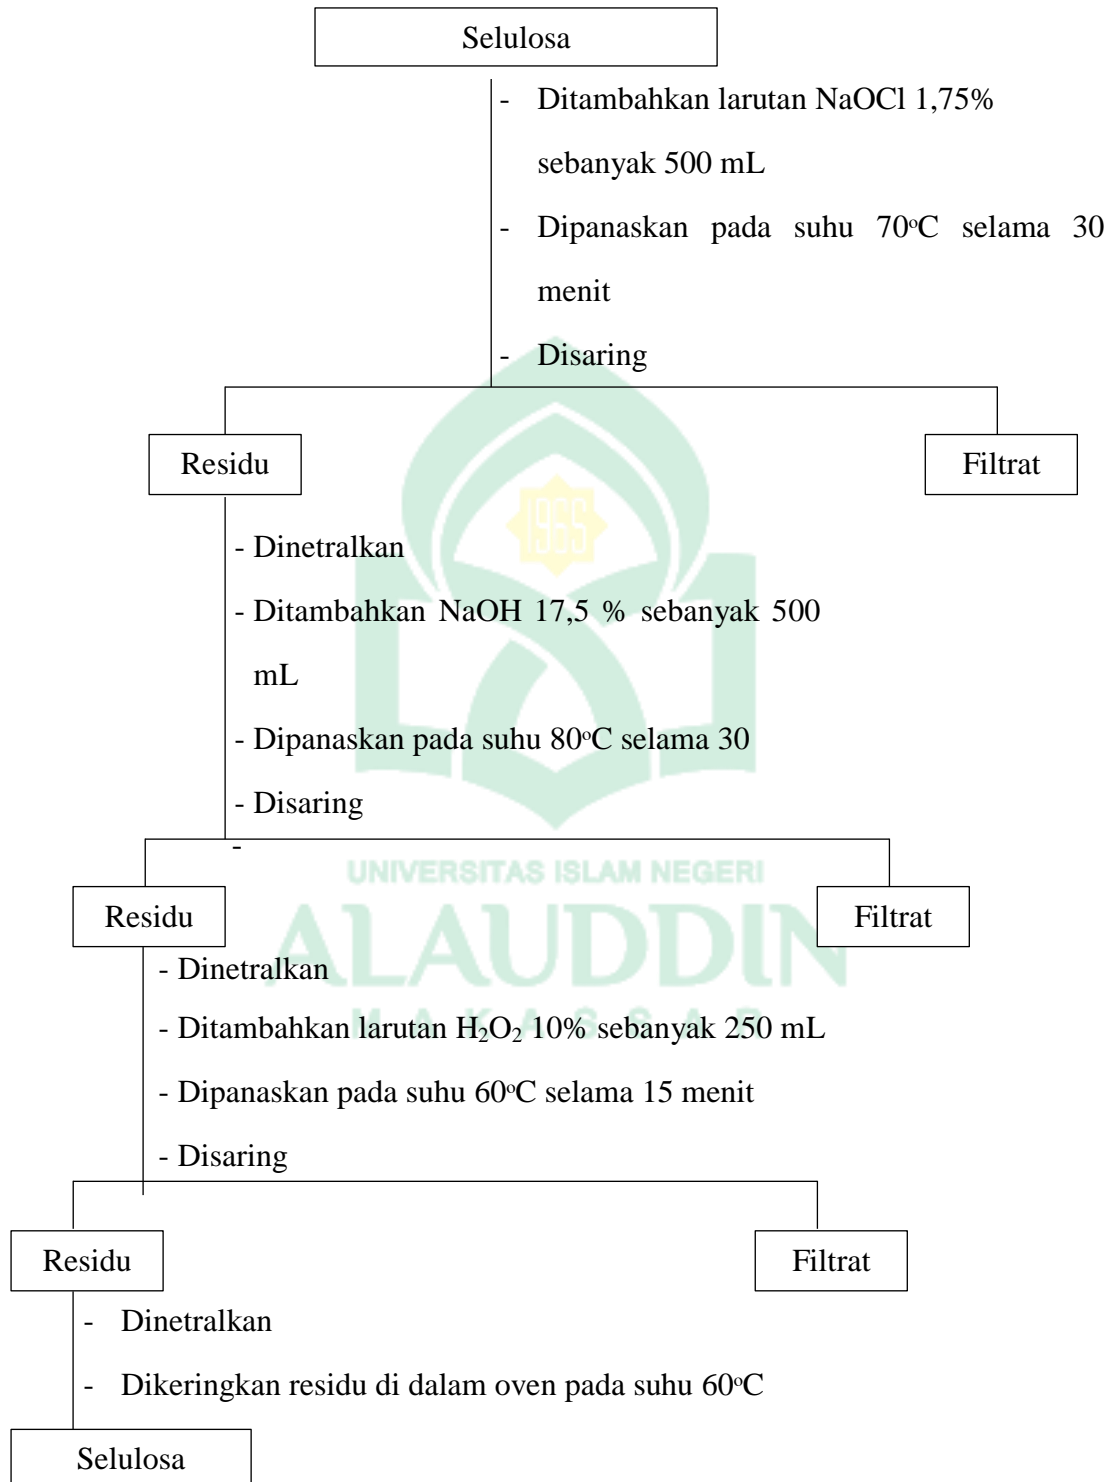 Selulosa
- Ditambahkan larutan NaOCl 1,75%
sebanyak 500 mL
- Dipanaskan pada suhu 70°C selama 30
menit
- Disaring
Residu
Filtrat
1965
- Dinetralkan
- Ditambahkan NaOH 17,5 % sebanyak 500
mL
- Dipanaskan pada suhu 80°C selama 30
- Disaring
-
UNIVERSITAS ISLAM NEGERI
Residu
Filtrat
ALAUDDIN
- Dinetralkan
MAKASSAR
- Ditambahkan larutan H₂O₂ 10% sebanyak 250 mL
- Dipanaskan pada suhu 60°C selama 15 menit
- Disaring
Residu
Filtrat
- Dinetralkan
- Dikeringkan residu di dalam oven pada suhu 60°C
Selulosa